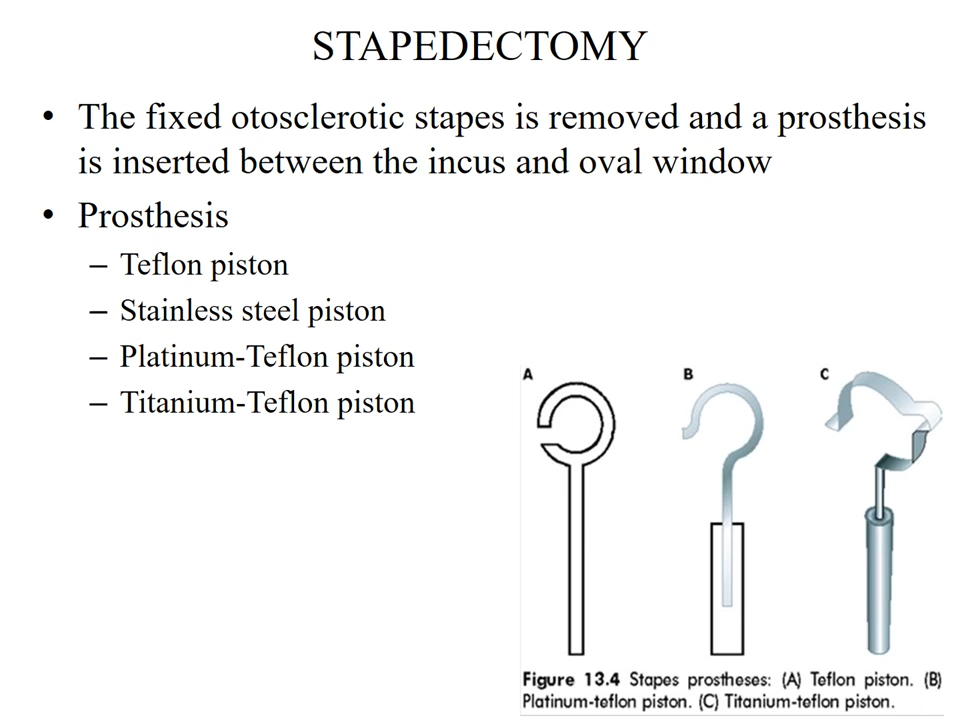 STAPEDECTOMY
• The fixed otosclerotic stapes is removed and a prosthesis
is inserted between the incus and oval window
• Prosthesis
– Teflon piston
– Stainless steel piston
– Platinum-Teflon piston
– Titanium-Teflon piston
A B C
Figure 13.4 Stapes prostheses: (A) Teflon piston. (B)
Platinum-teflon piston. (C) Titanium-teflon piston.